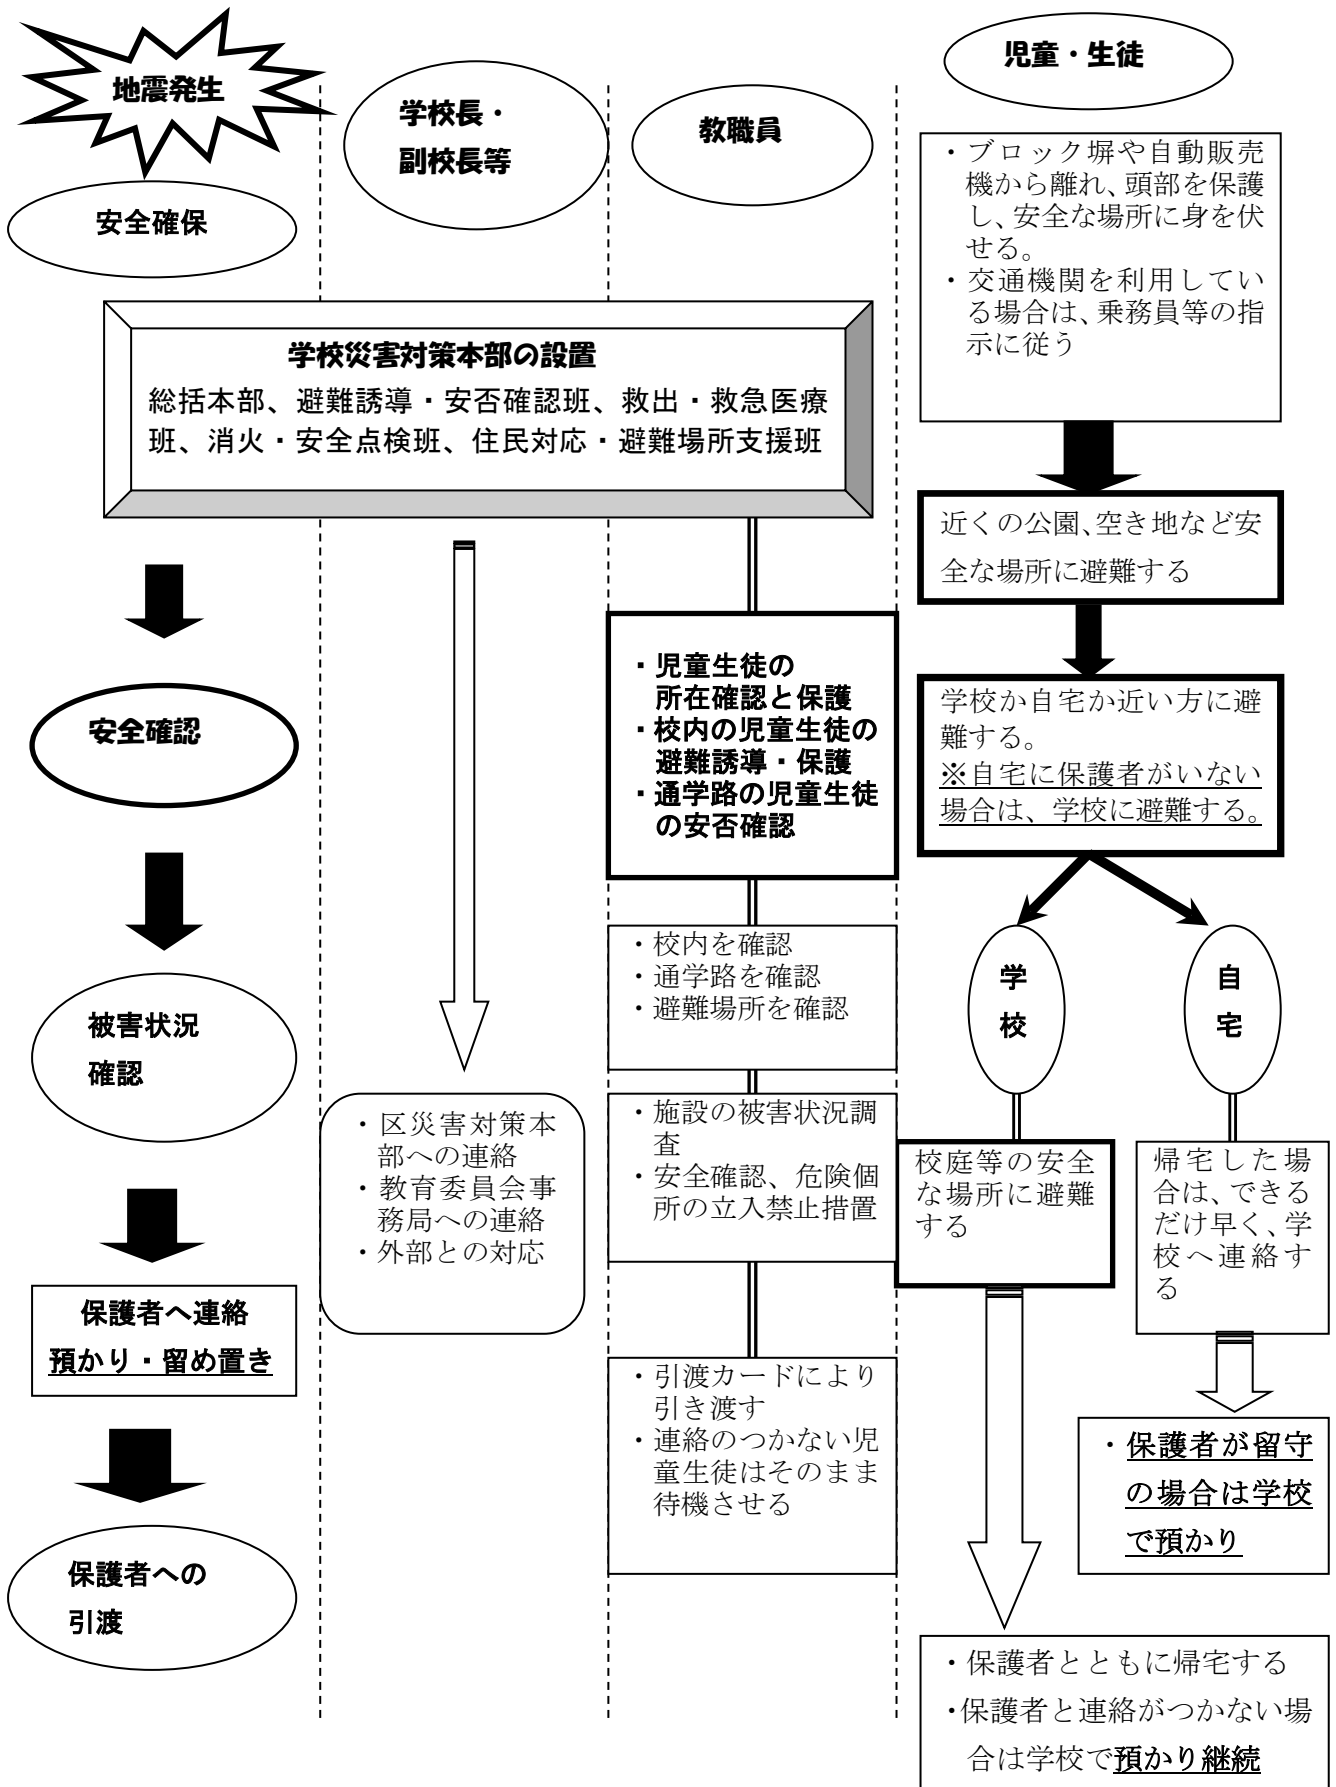 地震発生
安全確保
学校長・
副校長等
教職員
児童・生徒
・ブロック塀や自動販売
機から離れ、頭部を保護
し、安全な場所に身を伏
せる。
・交通機関を利用してい
る場合は、乗務員等の指
示に従う
学校災害対策本部の設置
総括本部、避難誘導・安否確認班、救出・救急医療
班、消火・安全点検班、住民対応・避難場所支援班
近くの公園、空き地など安
全な場所に避難する
安全確認
・児童生徒の
所在確認と保護
・校内の児童生徒の
避難誘導・保護
・通学路の児童生徒
の安否確認
学校か自宅か近い方に避
難する。
※自宅に保護者がいない
場合は、学校に避難する。
・校内を確認
・通学路を確認
・避難場所を確認
学
校
自
宅
被害状況
確認
・区災害対策本
部への連絡
・教育委員会事
務局への連絡
・外部との対応
・施設の被害状況調
査
・安全確認、危険個
所の立入禁止措置
校庭等の安全
な場所に避難
する
帰宅した場
合は、できる
だけ早く、学
校へ連絡す
る
保護者へ連絡
預かり・留め置き
・引渡カードにより
引き渡す
・連絡のつかない児
童生徒はそのまま
待機させる
・保護者が留守
の場合は学校
で預かり
保護者への
引渡
・保護者とともに帰宅する
・保護者と連絡がつかない場
合は学校で預かり継続